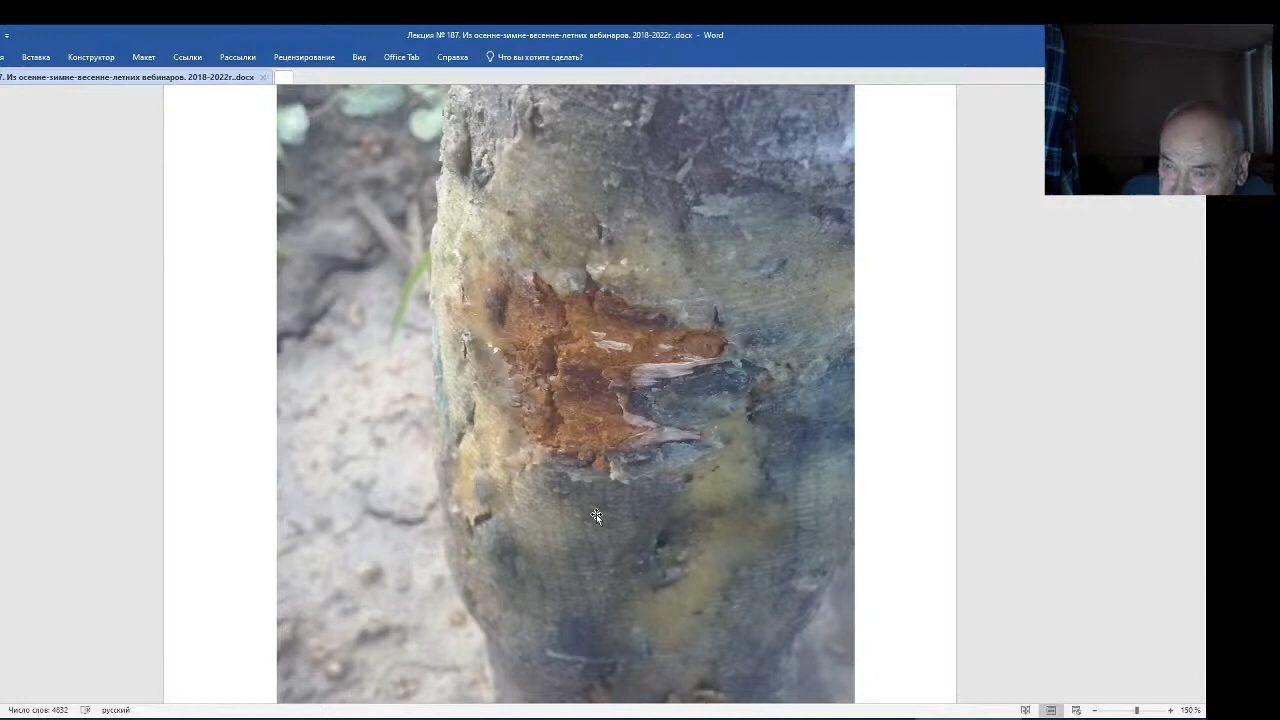 Лекция № 187. Из осенне-зимне-весенне-летних вебинаров. 2018-2022г..docx - Word
я Вставка Конструктор Макет Ссылки Рассылки Рецензирование Вид Office Tab Справка Что вы хотите сделать?
7. Из осенне-зимне-весенне-летних вебинаров. 2018-2022г..docx
Число слов: 4832 русский 150 %